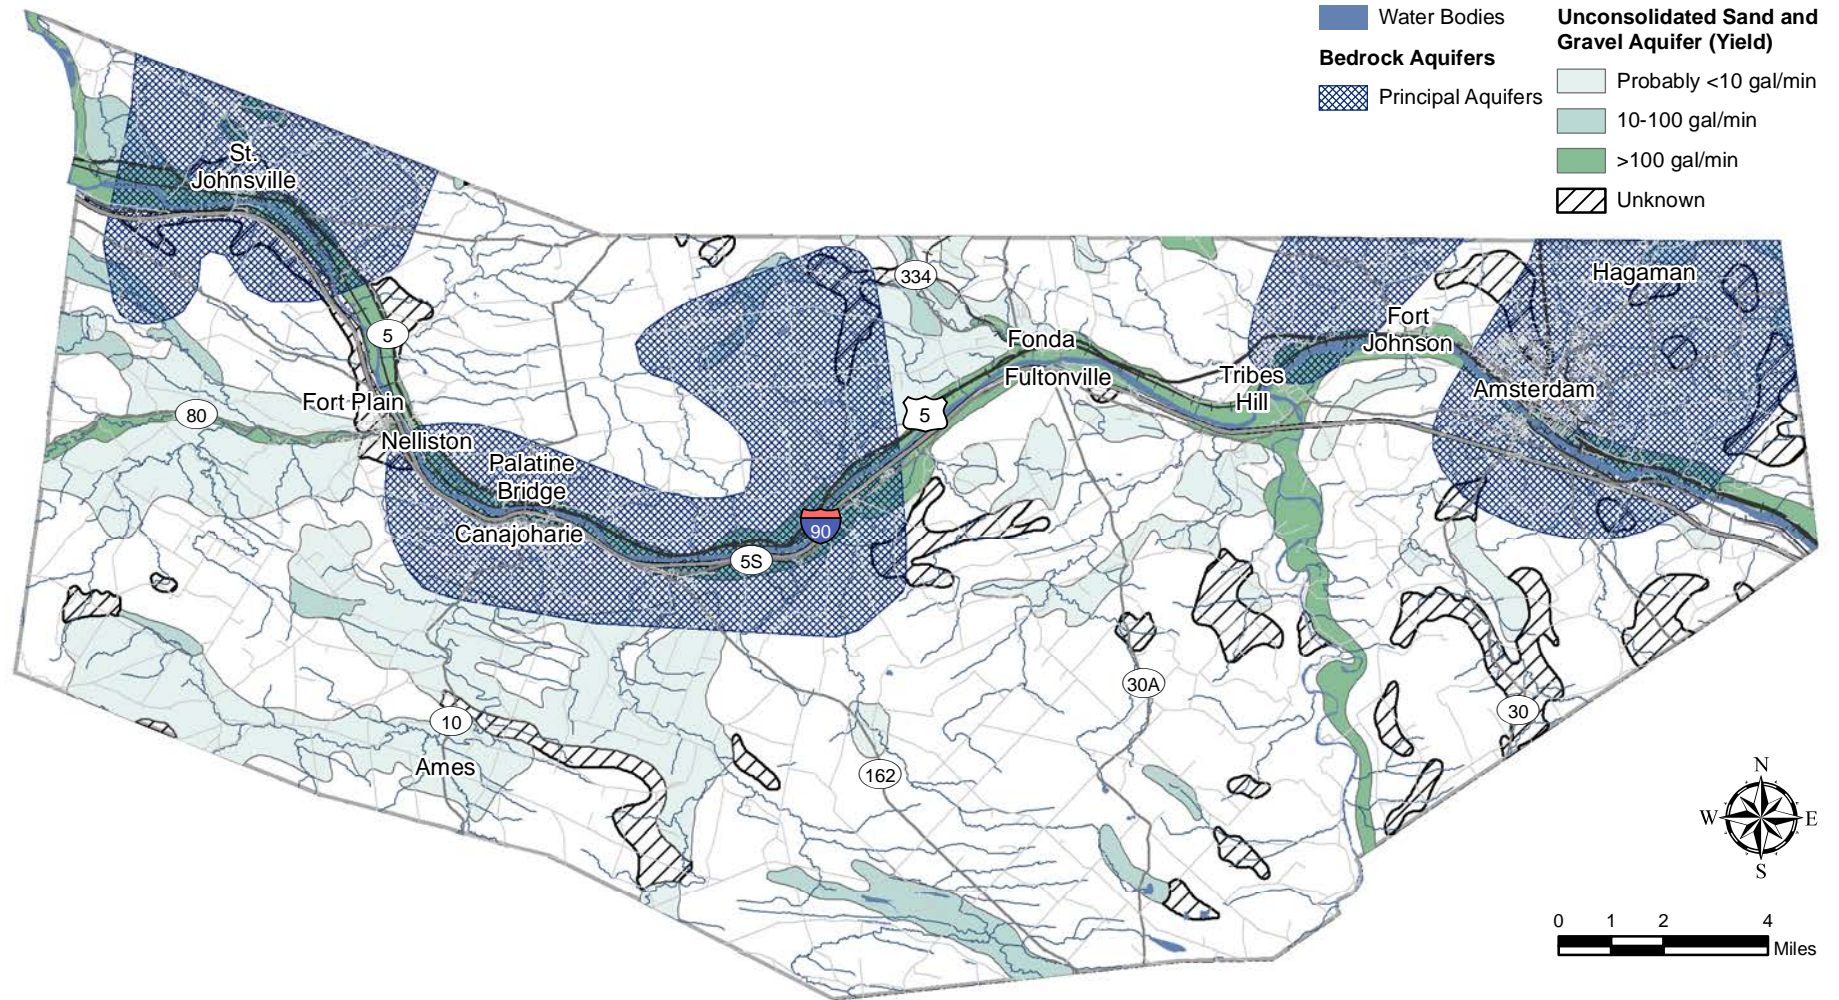 Water Bodies
Bedrock Aquifers
Principal Aquifers
Unconsolidated Sand and
Gravel Aquifer (Yield)
Probably <10 gal/min
10-100 gal/min
>100 gal/min
Unknown
St.
Johnsville
5
Fort Plain
80
Nelliston
Palatine
Bridge
Canajoharie
5S
90
5
334
Fonda
Fultonville
Tribes
Hill
Fort
Johnson
Hagaman
Amsterdam
30A
30
10
Ames
162
N
W
E
S
0 1 2 4
Miles